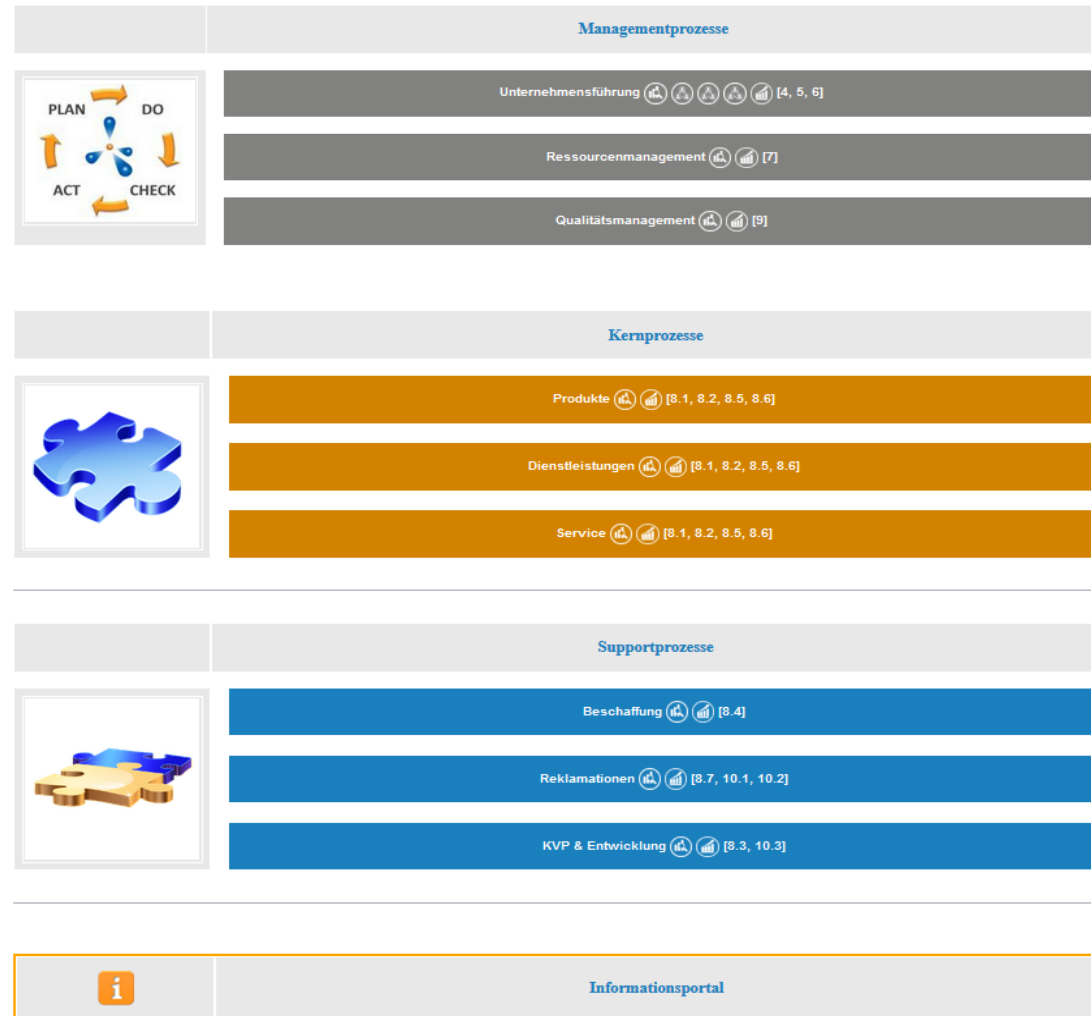 Managementprozesse
PLAN DO
ACT CHECK
Unternehmensführung [4, 5, 6]
Ressourcenmanagement [7]
Qualitätsmanagement [9]
Kernprozesse
Produkte [8.1, 8.2, 8.5, 8.6]
Dienstleistungen [8.1, 8.2, 8.5, 8.6]
Service [8.1, 8.2, 8.5, 8.6]
Supportprozesse
Beschaffung [8.4]
Reklamationen [8.7, 10.1, 10.2]
KVP & Entwicklung [8.3, 10.3]
i Informationsportal